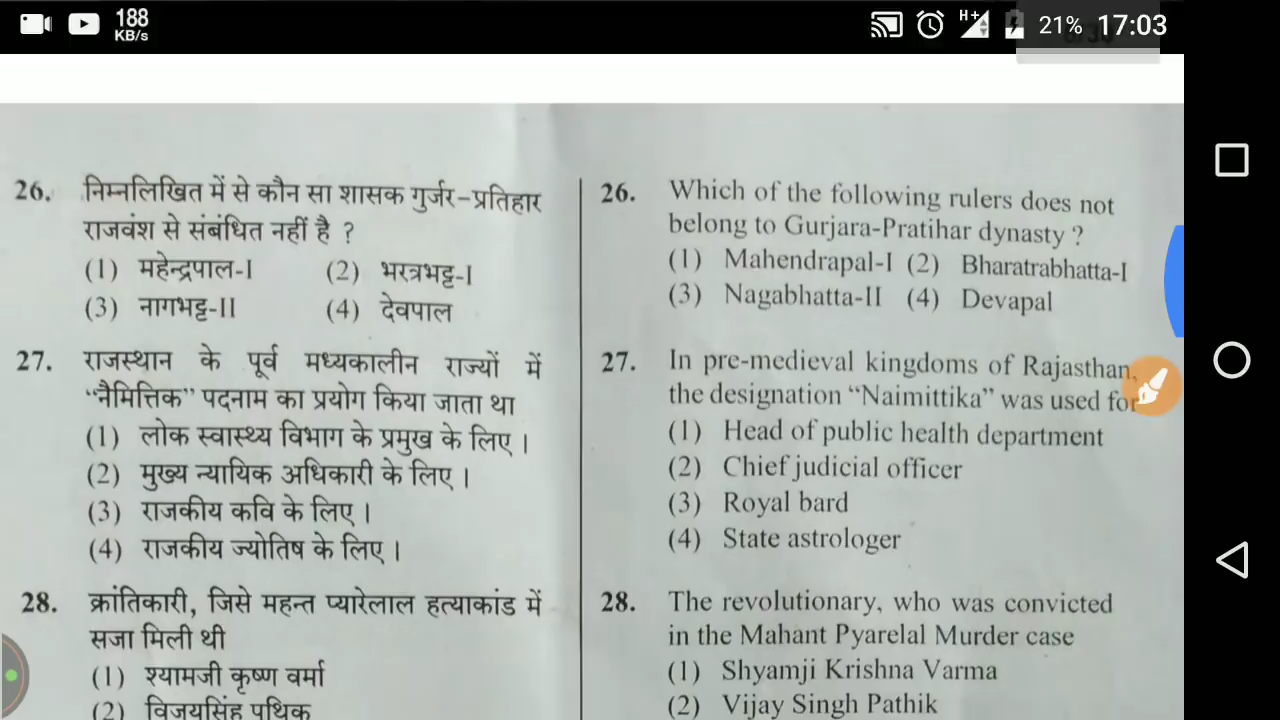 188
KB/s
H+
21% 17:03
26. निम्नलिखित में से कौन सा शासक गुर्जर-प्रतिहार
राजवंश से संबंधित नहीं है ?
(1) महेन्द्रपाल-I (2) भरत्रभट्ट-I
(3) नागभट्ट-II (4) देवपाल
27. राजस्थान के पूर्व मध्यकालीन राज्यों में
“नैमित्तिक” पदनाम का प्रयोग किया जाता था
(1) लोक स्वास्थ्य विभाग के प्रमुख के लिए ।
(2) मुख्य न्यायिक अधिकारी के लिए ।
(3) राजकीय कवि के लिए ।
(4) राजकीय ज्योतिष के लिए ।
28. क्रांतिकारी, जिसे महन्त प्यारेलाल हत्याकांड में
सजा मिली थी
(1) श्यामजी कृष्ण वर्मा
(2) विजयसिंह पथिक
26. Which of the following rulers does not
belong to Gurjara-Pratihar dynasty ?
(1) Mahendrapal-I (2) Bharatrabhatta-I
(3) Nagabhatta-II (4) Devapal
27. In pre-medieval kingdoms of Rajasthan,
the designation “Naimittika” was used for
(1) Head of public health department
(2) Chief judicial officer
(3) Royal bard
(4) State astrologer
28. The revolutionary, who was convicted
in the Mahant Pyarelal Murder case
(1) Shyamji Krishna Varma
(2) Vijay Singh Pathik